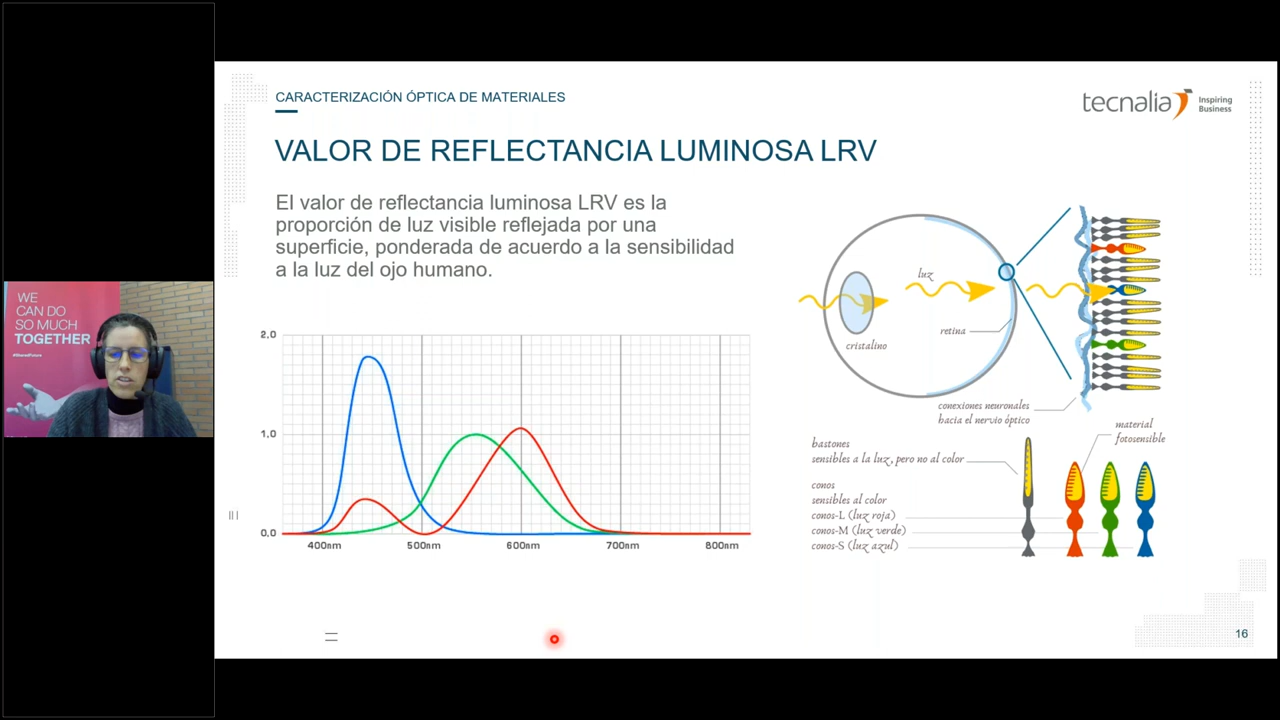 CARACTERIZACIÓN ÓPTICA DE MATERIALES
tecnalia Inspiring
Business
VALOR DE REFLECTANCIA LUMINOSA LRV
El valor de reflectancia luminosa LRV es la
proporción de luz visible reflejada por una
superficie, ponderada de acuerdo a la sensibilidad
a la luz del ojo humano.
2.0
1.0
0.0
400nm
500nm
600nm
700nm
800nm
luz
retina
cristalino
conexiones neuronales
hacia el nervio óptico
material
fotosensible
bastones
sensibles a la luz, pero no al color
conos
sensibles al color
conos-L (luz roja)
conos-M (luz verde)
conos-S (luz azul)
16
WE
CAN DO
SO MUCH
TOGETHER